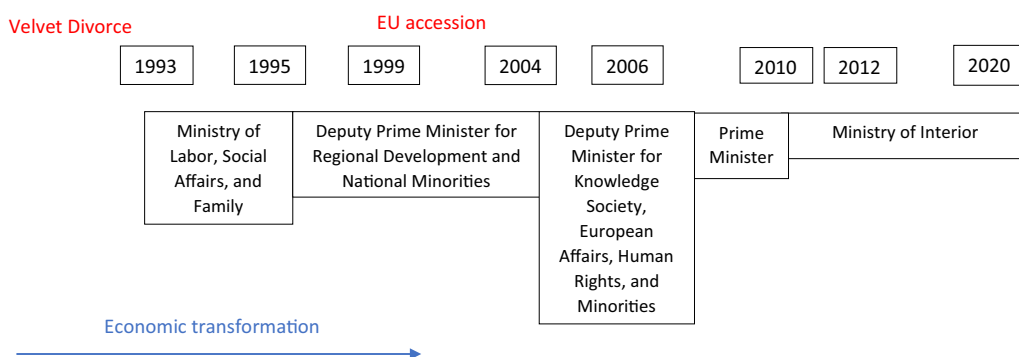 Velvet Divorce
EU accession
1993
1995
1999
2004
2006
2010
2012
2020
Ministry of
Labor, Social
Affairs, and
Family
Deputy Prime Minister for
Regional Development and
National Minorities
Deputy Prime
Minister for
Knowledge
Society,
European
Affairs, Human
Rights, and
Minorities
Prime
Minister
Ministry of Interior
Economic transformation